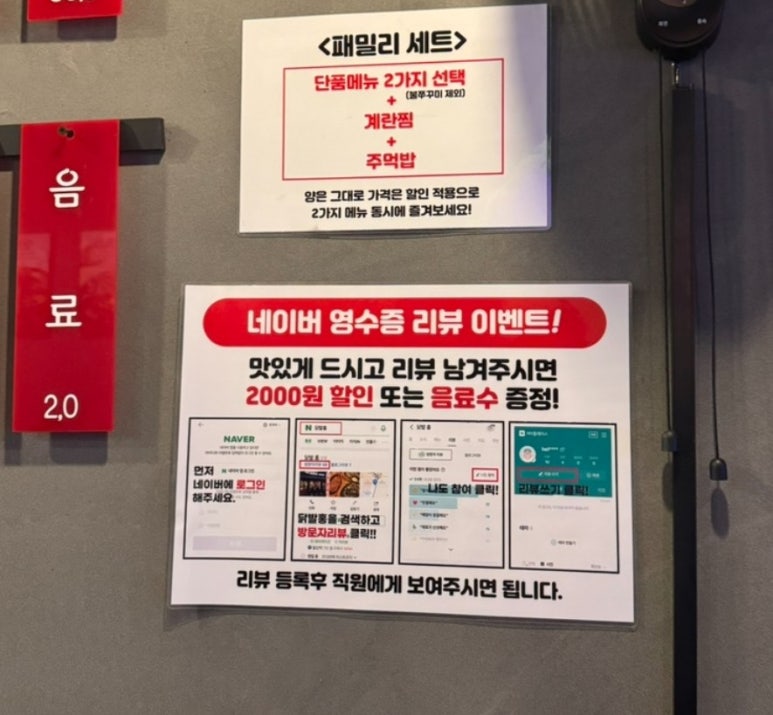 <패밀리 세트>
단품메뉴 2가지 선택
(불쭈꾸미 제외)
+
계란찜
+
주먹밥
양은 그대로 가격은 할인 적용으로
2가지 메뉴 동시에 즐겨보세요!
음
료
2,0
네이버 영수증 리뷰 이벤트!
맛있게 드시고 리뷰 남겨주시면
2000원 할인 또는 음료수 증정!
NAVER
먼저
네이버에 로그인
해주세요.
닭발홀을 검색하고
방문자리뷰 클릭!!
나도 참여 클릭!
리뷰쓰기 클릭!
리뷰 등록후 직원에게 보여주시면 됩니다.